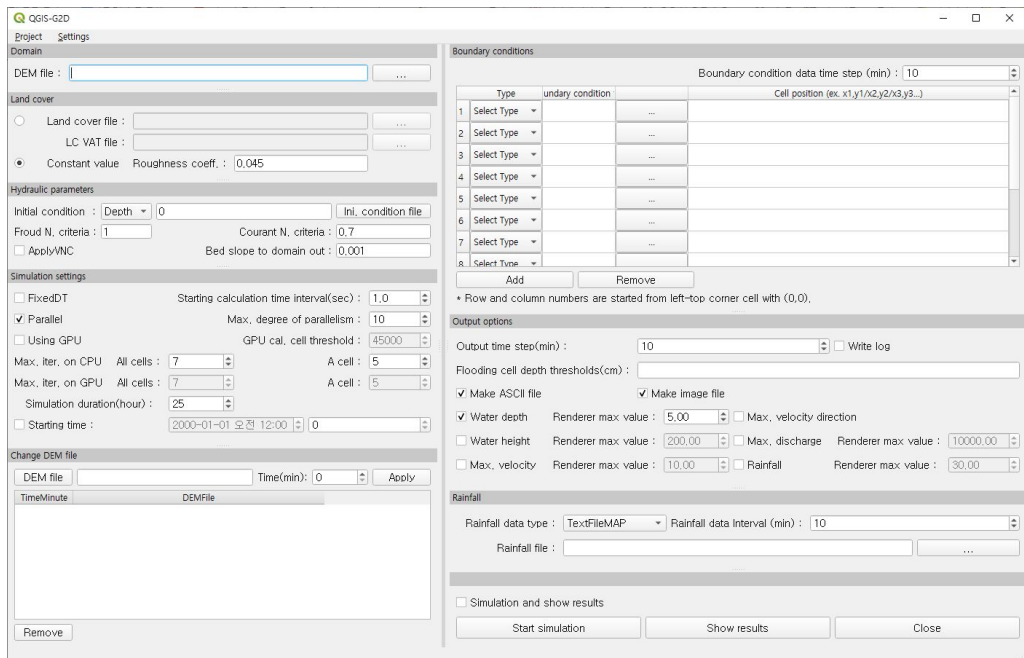 QGIS-G2D
Project Settings
Domain
DEM file :
...
Land cover
Land cover file :
...
LC VAT file :
...
Constant value Roughness coeff. : 0,045
Hydraulic parameters
Initial condition : Depth 0 Ini. condition file
Froud N. criteria : 1 Courant N. criteria : 0,7
ApplyVNC Bed slope to domain out : 0,001
Simulation settings
FixedDT Starting calculation time interval(sec) : 1,0
Parallel Max. degree of parallelism : 10
Using GPU GPU cal. cell threshold : 45000
Max. iter. on CPU All cells : 7 A cell : 5
Max. iter. on GPU All cells : 7 A cell : 5
Simulation duration(hour) : 25
Starting time : 2000-01-01 오전 12:00 0
Change DEM file
DEM file Time(min): 0 Apply
TimeMinute DEMFile
Remove
Boundary conditions
Boundary condition data time step (min) : 10
Type undary condition Cell position (ex. x1,y1/x2,y2/x3,y3...)
1 Select Type ...
2 Select Type ...
3 Select Type ...
4 Select Type ...
5 Select Type ...
6 Select Type ...
7 Select Type ...
8 Select Type ...
Add Remove
* Row and column numbers are started from left-top corner cell with (0,0).
Output options
Output time step(min) : 10 Write log
Flooding cell depth thresholds(cm) :
Make ASCII file Make image file
Water depth Renderer max value : 5,00 Max. velocity direction
Water height Renderer max value : 200,00 Max. discharge Renderer max value : 10000,00
Max. velocity Renderer max value : 10,00 Rainfall Renderer max value : 30,00
Rainfall
Rainfall data type : TextFileMAP Rainfall data Interval (min) : 10
Rainfall file : ...
Simulation and show results
Start simulation Show results Close